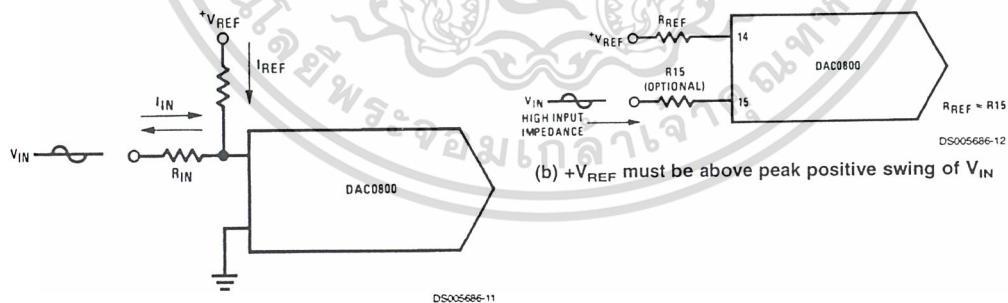 +VREF
IREF
IIN
VIN
RIN
DAC0800
DS005686-11
RREF
+VREF
14
DAC0800
R15
(OPTIONAL)
VIN
15
HIGH INPUT
IMPEDANCE
RREF ≈ R15
DS005686-12
(b) +VREF must be above peak positive swing of VIN